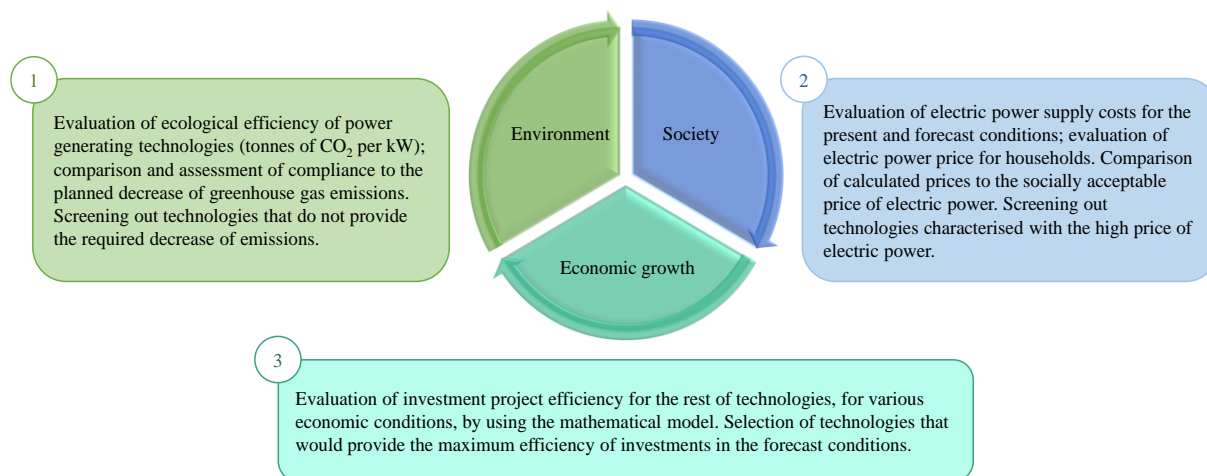 1
Evaluation of ecological efficiency of power
generating technologies (tonnes of CO₂ per kW);
comparison and assessment of compliance to the
planned decrease of greenhouse gas emissions.
Screening out technologies that do not provide
the required decrease of emissions.
Environment
Society
Economic growth
2
Evaluation of electric power supply costs for the
present and forecast conditions; evaluation of
electric power price for households. Comparison
of calculated prices to the socially acceptable
price of electric power. Screening out
technologies characterised with the high price of
electric power.
3
Evaluation of investment project efficiency for the rest of technologies, for various
economic conditions, by using the mathematical model. Selection of technologies that
would provide the maximum efficiency of investments in the forecast conditions.